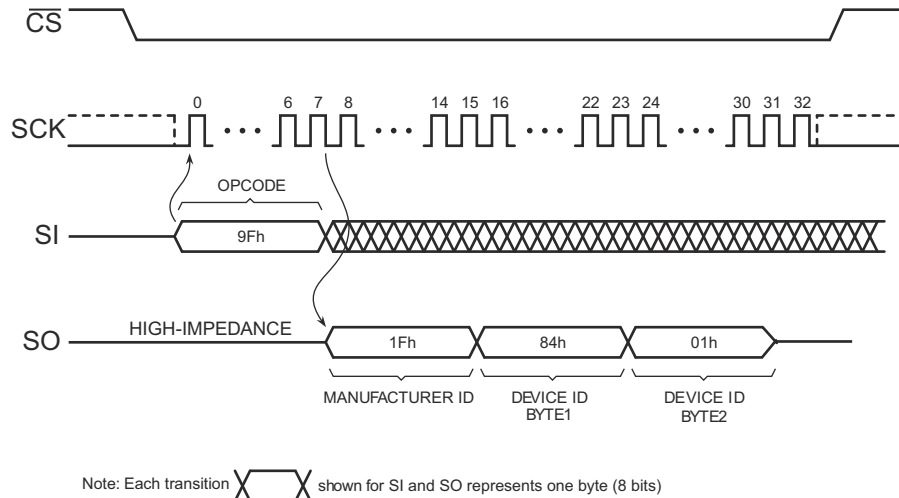 CS
0 6 7 8 14 15 16 22 23 24 30 31 32
SCK
OPCODE
SI
9Fh
HIGH-IMPEDANCE
SO
1Fh 84h 01h
MANUFACTURER ID DEVICE ID DEVICE ID
BYTE1 BYTE2
Note: Each transition shown for SI and SO represents one byte (8 bits)